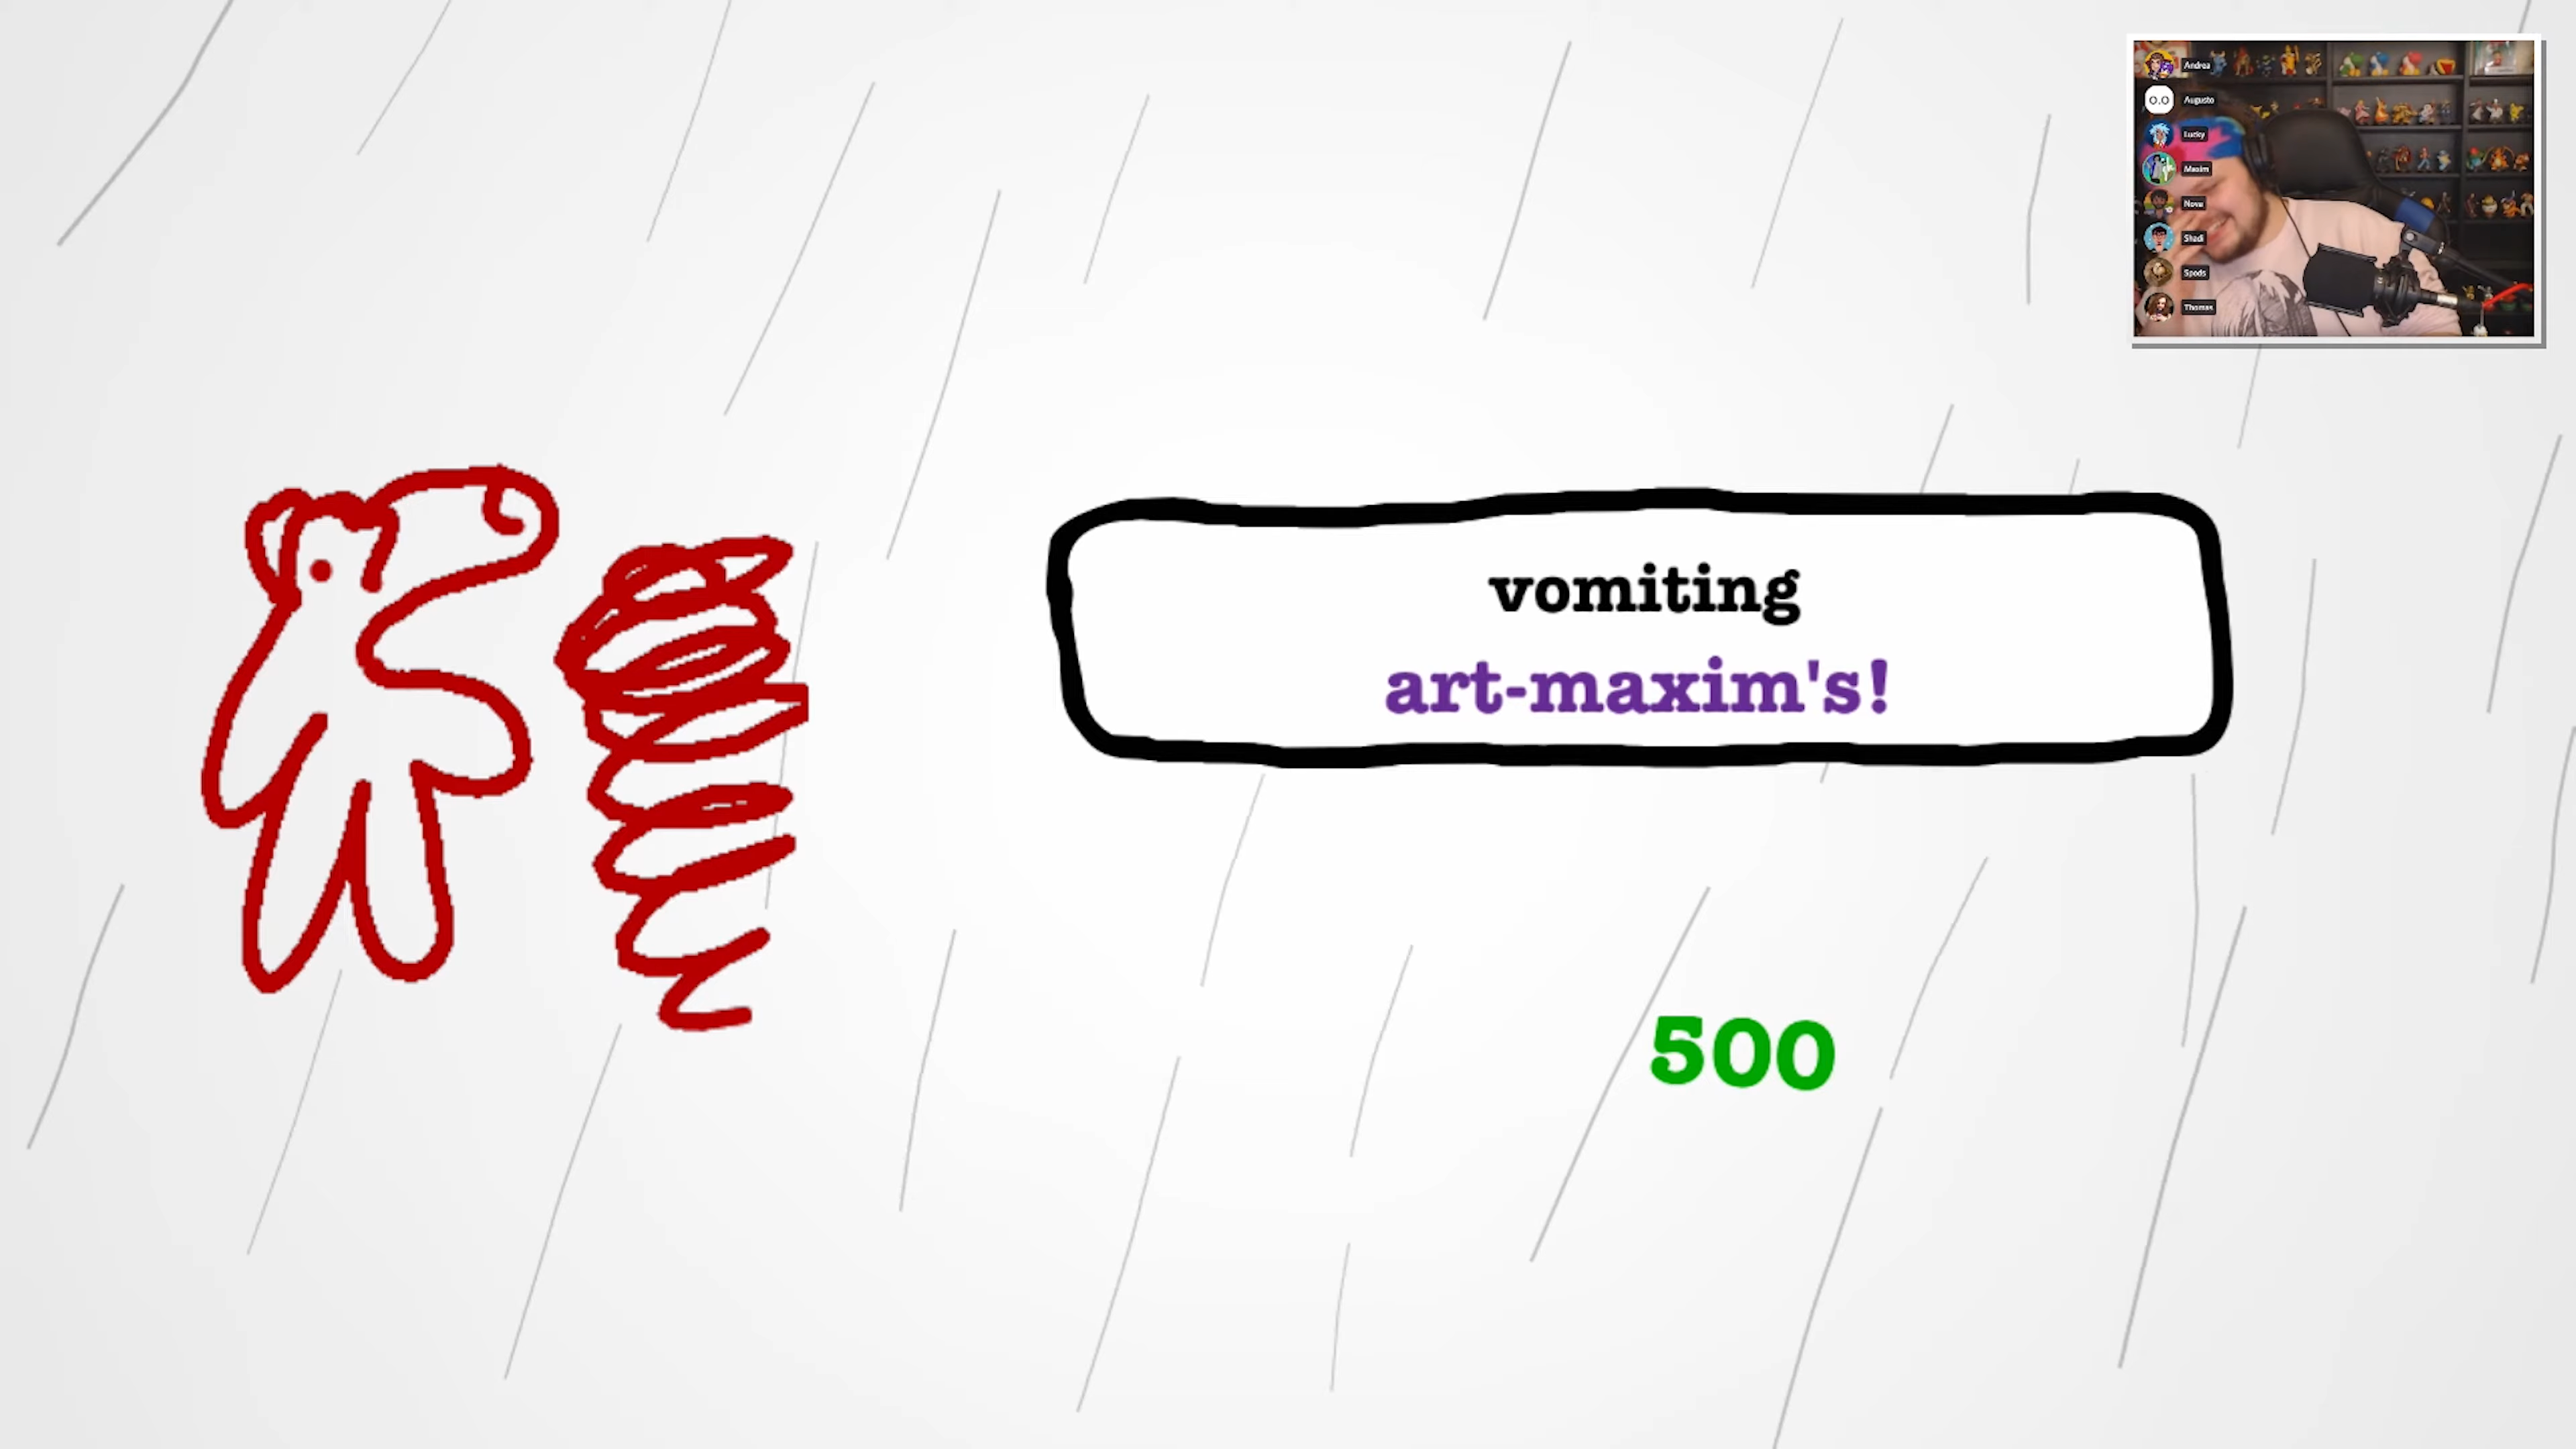 Andrea
Augusto
Lucky
Maxim
Nova
Shadi
Spods
Thomas
vomiting
art-maxim's!
500